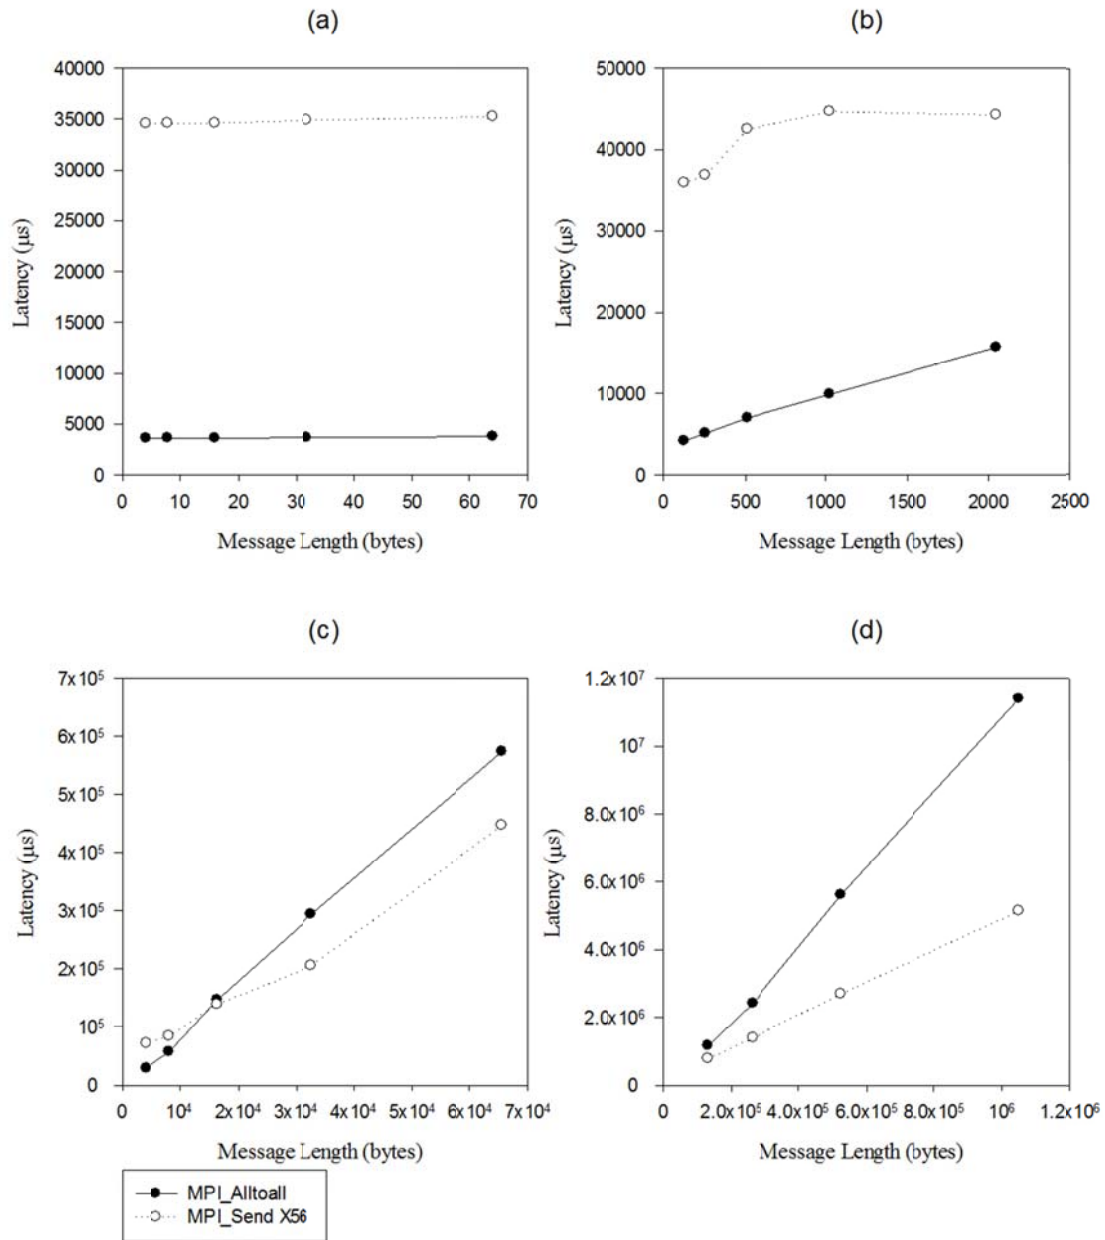 (a)
40000
35000
30000
25000
20000
15000
10000
5000
0
Latency (μs)
0 10 20 30 40 50 60 70
Message Length (bytes)
(b)
50000
40000
30000
20000
10000
0
Latency (μs)
0 500 1000 1500 2000 2500
Message Length (bytes)
(c)
7x10⁵
6x10⁵
5x10⁵
4x10⁵
3x10⁵
2x10⁵
10⁵
0
Latency (μs)
0 10⁴ 2x10⁴ 3x10⁴ 4x10⁴ 5x10⁴ 6x10⁴ 7x10⁴
Message Length (bytes)
(d)
1.2x10⁷
10⁷
8.0x10⁶
6.0x10⁶
4.0x10⁶
2.0x10⁶
0
Latency (μs)
0 2.0x10⁵ 4.0x10⁵ 6.0x10⁵ 8.0x10⁵ 10⁶ 1.2x10⁶
Message Length (bytes)
MPI_Alltoall
MPI_Send X56